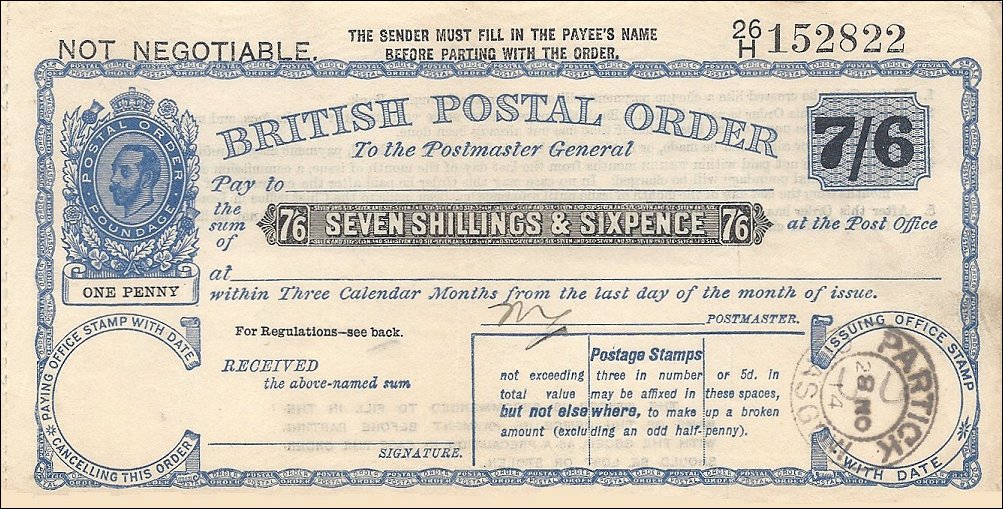 NOT NEGOTIABLE.
THE SENDER MUST FILL IN THE PAYEE'S NAME
BEFORE PARTING WITH THE ORDER.
26/H 152822
BRITISH POSTAL ORDER
7/6
To the Postmaster General
POSTAL ORDER
POUNDAGE
ONE PENNY
Pay to
the sum of
7/6 SEVEN SHILLINGS & SIXPENCE 7/6
at the Post Office
at
within Three Calendar Months from the last day of the month of issue.
POSTMASTER.
PAYING OFFICE STAMP WITH DATE
CANCELLING THIS ORDER
For Regulations—see back.
RECEIVED
the above-named sum
SIGNATURE.
Postage Stamps
not exceeding three in number or 5d. in
total value may be affixed in these spaces,
but not elsewhere, to make up a broken
amount (excluding an odd half-penny).
ISSUING OFFICE STAMP
WITH DATE
PARTICK
28 NO
14